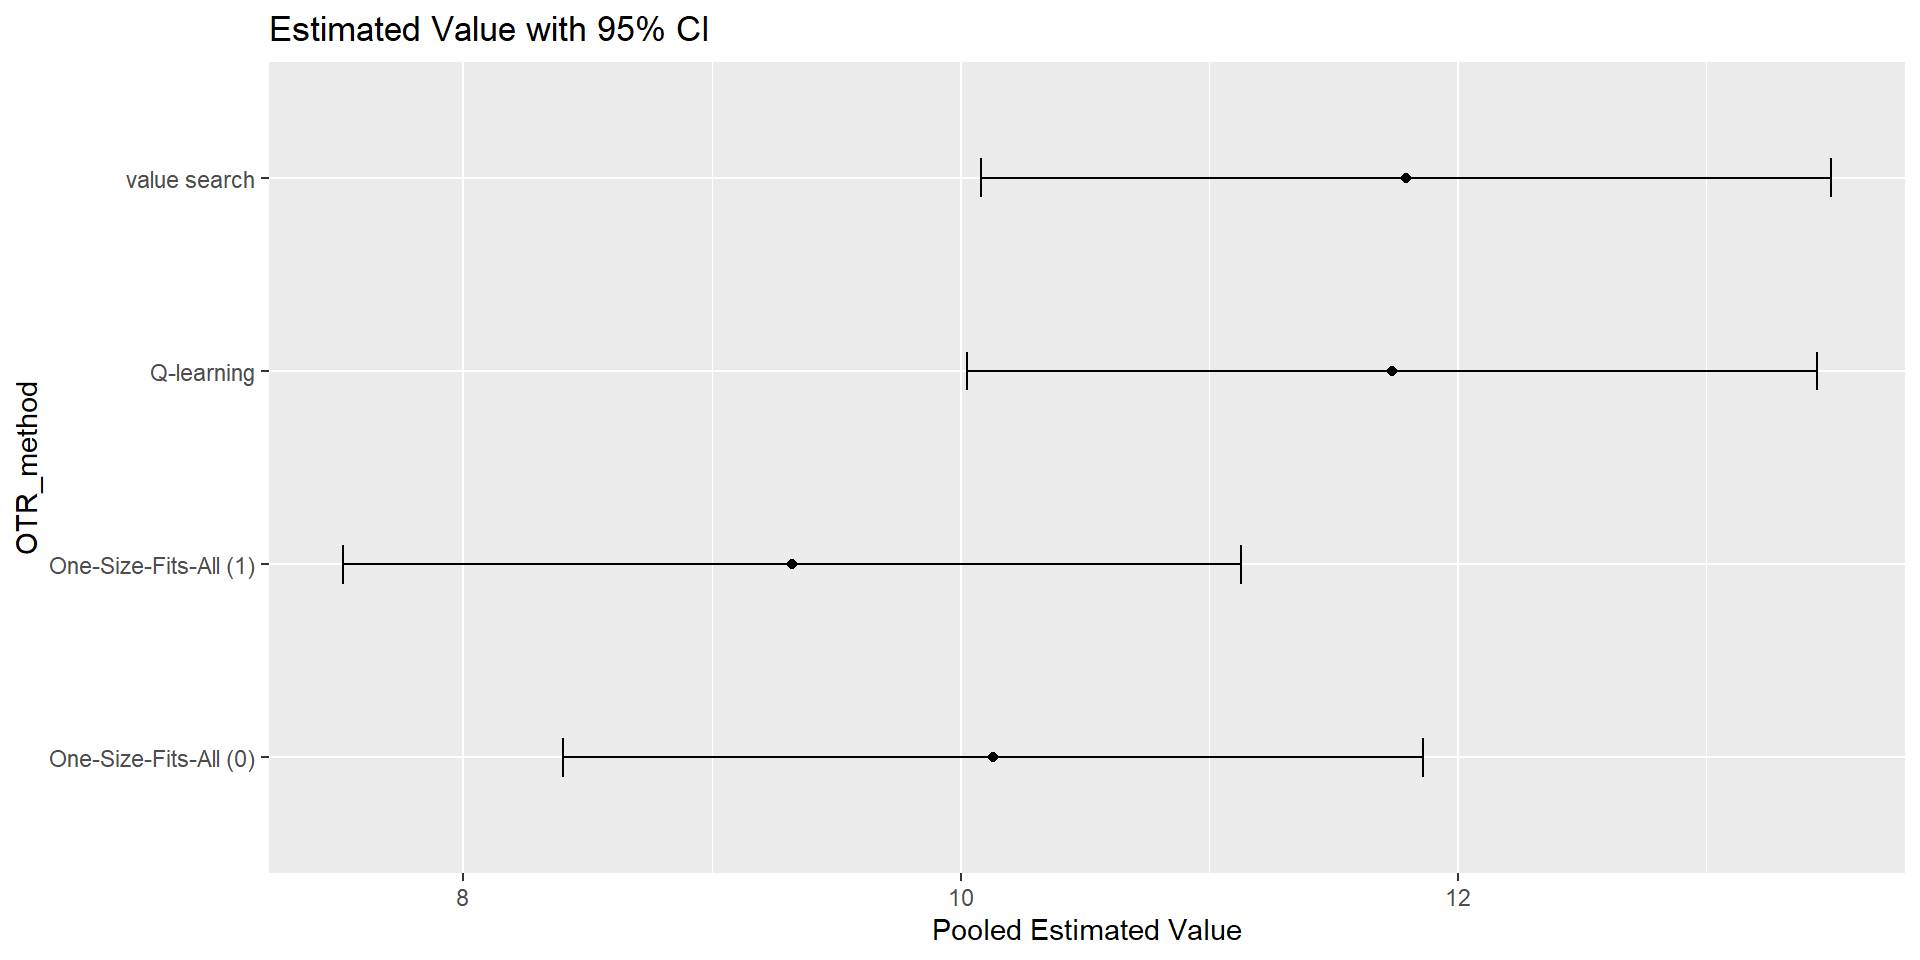 Estimated Value with 95% CI
OTR_method
value search
Q-learning
One-Size-Fits-All (1)
One-Size-Fits-All (0)
8
10
12
Pooled Estimated Value